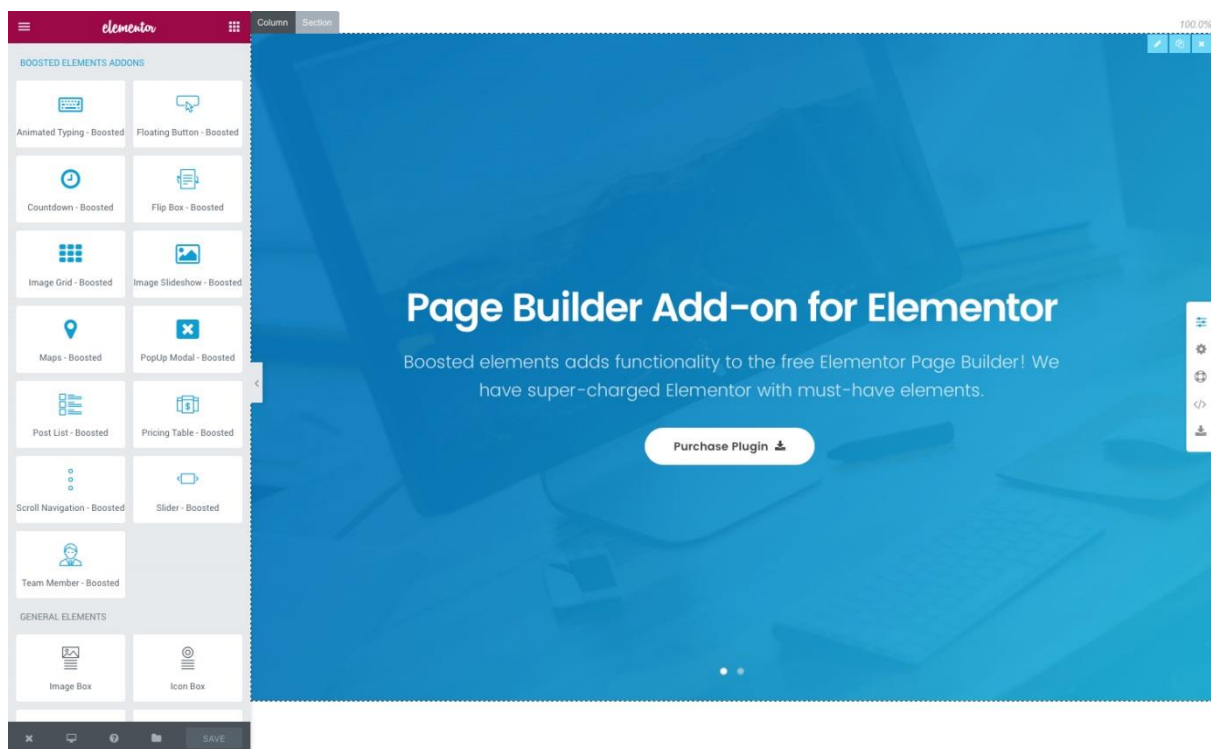 elementor
Column Section
100.0%
BOOSTED ELEMENTS ADDONS
Animated Typing - Boosted
Floating Button - Boosted
Countdown - Boosted
Flip Box - Boosted
Image Grid - Boosted
Image Slideshow - Boosted
Maps - Boosted
PopUp Modal - Boosted
Post List - Boosted
Pricing Table - Boosted
Scroll Navigation - Boosted
Slider - Boosted
Team Member - Boosted
GENERAL ELEMENTS
Image Box
Icon Box
SAVE
Page Builder Add-on for Elementor
Boosted elements adds functionality to the free Elementor Page Builder! We
have super-charged Elementor with must-have elements.
Purchase Plugin